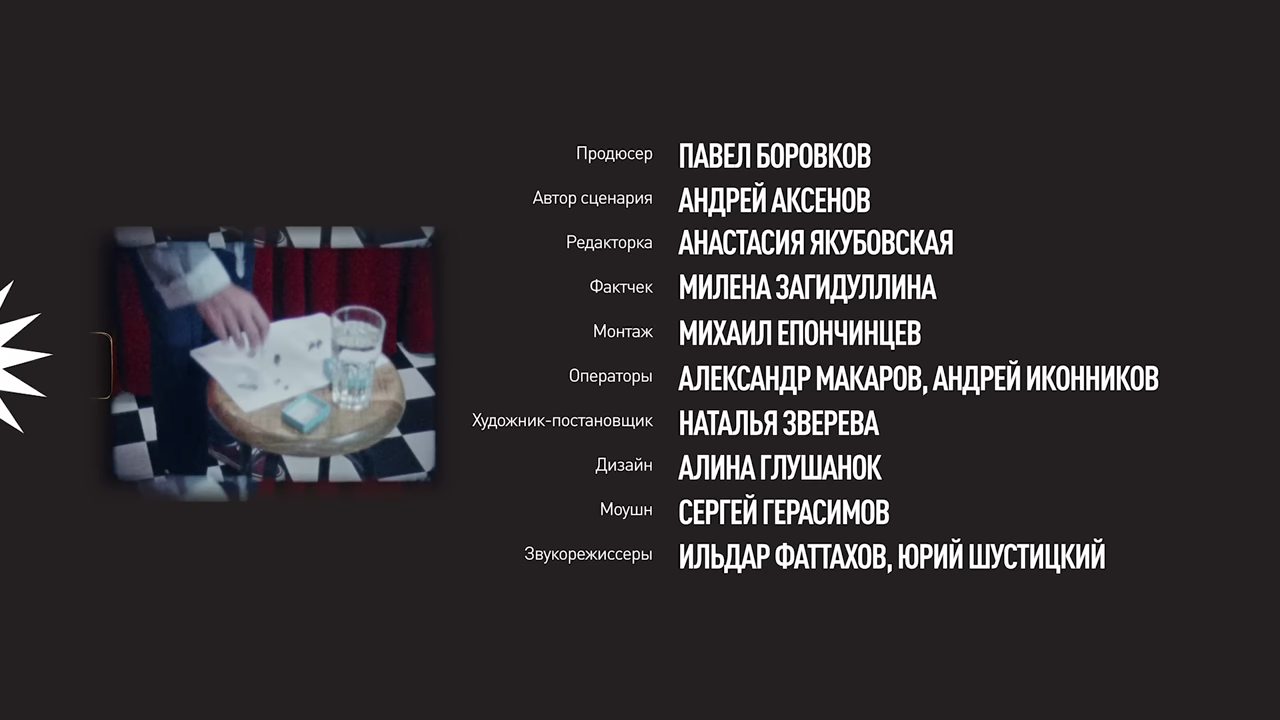 Продюсер ПАВЕЛ БОРОВКОВ
Автор сценария АНДРЕЙ АКСЕНОВ
Редакторка АНАСТАСИЯ ЯКУБОВСКАЯ
Фактчек МИЛЕНА ЗАГИДУЛЛИНА
Монтаж МИХАИЛ ЕПОНЧИНЦЕВ
Операторы АЛЕКСАНДР МАКАРОВ, АНДРЕЙ ИКОННИКОВ
Художник-постановщик НАТАЛЬЯ ЗВЕРЕВА
Дизайн АЛИНА ГЛУШАНОК
Моушн СЕРГЕЙ ГЕРАСИМОВ
Звукорежиссеры ИЛЬДАР ФАТТАХОВ, ЮРИЙ ШУСТИЦКИЙ